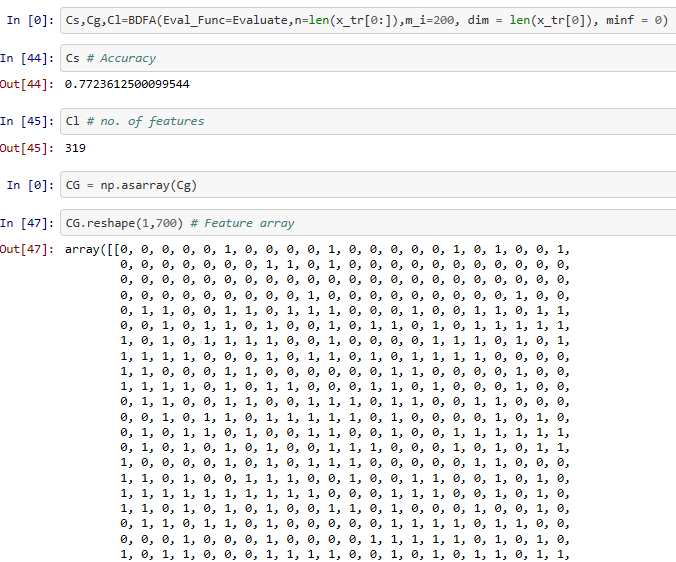 In [0]: Cs,Cg,Cl=BDFA(Eval_Func=Evaluate,n=len(x_tr[0:]),m_i=200, dim = len(x_tr[0]), minf = 0)
In [44]: Cs # Accuracy
Out[44]: 0.7723612500099544
In [45]: Cl # no. of features
Out[45]: 319
In [0]: CG = np.asarray(Cg)
In [47]: CG.reshape(1,700) # Feature array
Out[47]: array([[0, 0, 0, 0, 0, 1, 0, 0, 0, 0, 1, 0, 0, 0, 0, 0, 1, 0, 1, 0, 0, 1,
0, 0, 0, 0, 0, 0, 0, 1, 1, 0, 1, 0, 0, 0, 0, 0, 0, 0, 0, 0, 0, 0,
0, 0, 0, 0, 0, 0, 0, 0, 0, 0, 0, 0, 0, 0, 0, 0, 0, 0, 0, 0, 0, 0,
0, 0, 0, 0, 0, 0, 0, 0, 0, 1, 0, 0, 0, 0, 0, 0, 0, 0, 0, 1, 0, 0,
0, 1, 1, 0, 0, 1, 1, 0, 1, 1, 1, 0, 0, 0, 1, 0, 0, 1, 1, 0, 1, 1,
0, 0, 1, 0, 1, 1, 0, 1, 0, 0, 1, 0, 1, 1, 0, 1, 0, 1, 1, 1, 1, 1,
1, 0, 1, 0, 1, 1, 1, 1, 0, 0, 1, 0, 0, 0, 0, 1, 1, 1, 0, 1, 0, 1,
1, 1, 1, 1, 0, 0, 0, 1, 0, 1, 1, 0, 1, 0, 1, 1, 1, 1, 0, 0, 0, 0,
1, 1, 0, 0, 0, 1, 1, 0, 0, 0, 0, 0, 0, 1, 1, 0, 0, 0, 0, 1, 0, 0,
1, 1, 1, 1, 0, 1, 0, 1, 1, 0, 0, 0, 1, 1, 0, 1, 0, 0, 0, 1, 0, 0,
0, 1, 1, 0, 0, 1, 1, 0, 0, 1, 1, 1, 0, 1, 1, 0, 0, 1, 1, 0, 0, 0,
0, 0, 1, 0, 1, 1, 0, 1, 1, 1, 1, 1, 0, 1, 0, 0, 0, 0, 1, 0, 1, 0,
0, 1, 0, 1, 1, 0, 1, 0, 0, 1, 1, 0, 0, 1, 0, 0, 1, 1, 1, 1, 1, 1,
0, 1, 0, 1, 0, 1, 0, 1, 0, 1, 1, 1, 1, 0, 0, 0, 1, 0, 1, 0, 1, 1,
1, 0, 0, 0, 0, 1, 0, 1, 0, 1, 1, 1, 0, 0, 0, 0, 0, 1, 1, 0, 0, 0,
1, 1, 0, 1, 0, 0, 1, 1, 1, 0, 0, 1, 0, 0, 1, 0, 0, 1, 0, 1, 0,
1, 1, 1, 1, 1, 1, 1, 1, 1, 1, 0, 0, 0, 1, 1, 1, 0, 0, 1, 0, 1, 0,
1, 0, 1, 1, 0, 1, 0, 1, 0, 0, 1, 1, 0, 1, 0, 0, 0, 1, 0, 0, 1, 0,
0, 1, 1, 0, 1, 1, 0, 1, 0, 0, 0, 0, 0, 1, 1, 1, 1, 0, 1, 1, 0, 0,
0, 0, 0, 1, 0, 0, 0, 1, 0, 0, 0, 0, 1, 1, 1, 1, 1, 0, 1, 0, 1, 0,
1, 0, 1, 1, 0, 0, 0, 1, 1, 1, 1, 0, 0, 1, 0, 1, 0, 1, 1, 0, 1, 1,